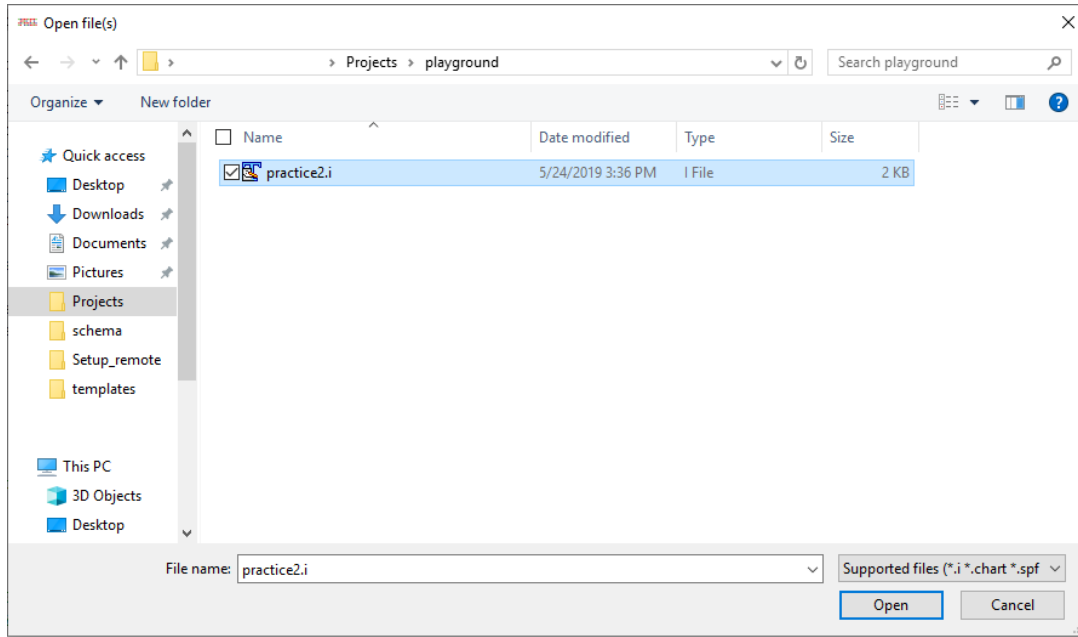 Open file(s)
> > Projects > playground
Search playground
Organize New folder
?
Name Date modified Type Size
practice2.i 5/24/2019 3:36 PM I File 2 KB
Quick access
Desktop
Downloads
Documents
Pictures
Projects
schema
Setup_remote
templates
This PC
3D Objects
Desktop
File name: practice2.i
Supported files (*.i *.chart *.spf
Open Cancel